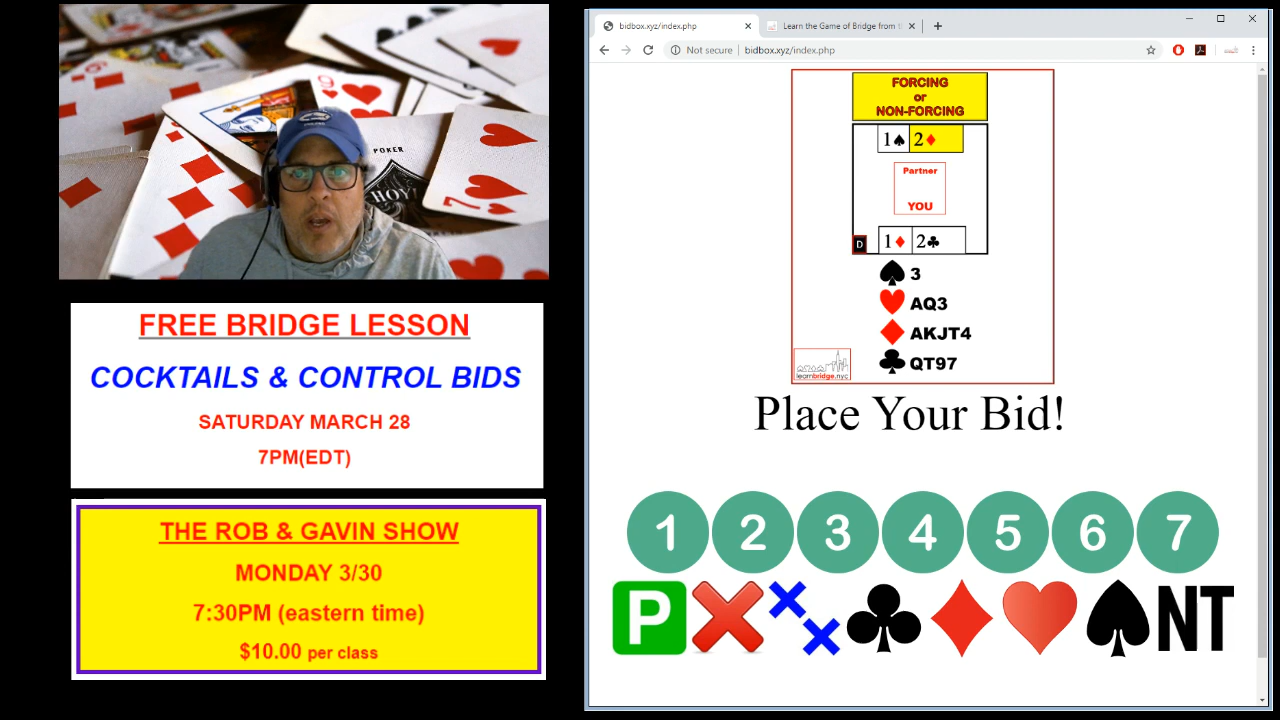 POKER
HOY
7
FREE BRIDGE LESSON
COCKTAILS & CONTROL BIDS
SATURDAY MARCH 28
7PM(EDT)
THE ROB & GAVIN SHOW
MONDAY 3/30
7:30PM (eastern time)
$10.00 per class
bidbox.xyz/index.php
Learn the Game of Bridge from t
Not secure | bidbox.xyz/index.php
FORCING
or
NON-FORCING
1♠ 2♦
Partner
YOU
D 1♦ 2♣
♠ 3
♥ AQ3
♦ AKJT4
♣ QT97
learnbridge.nyc
Place Your Bid!
1 2 3 4 5 6 7
P NT